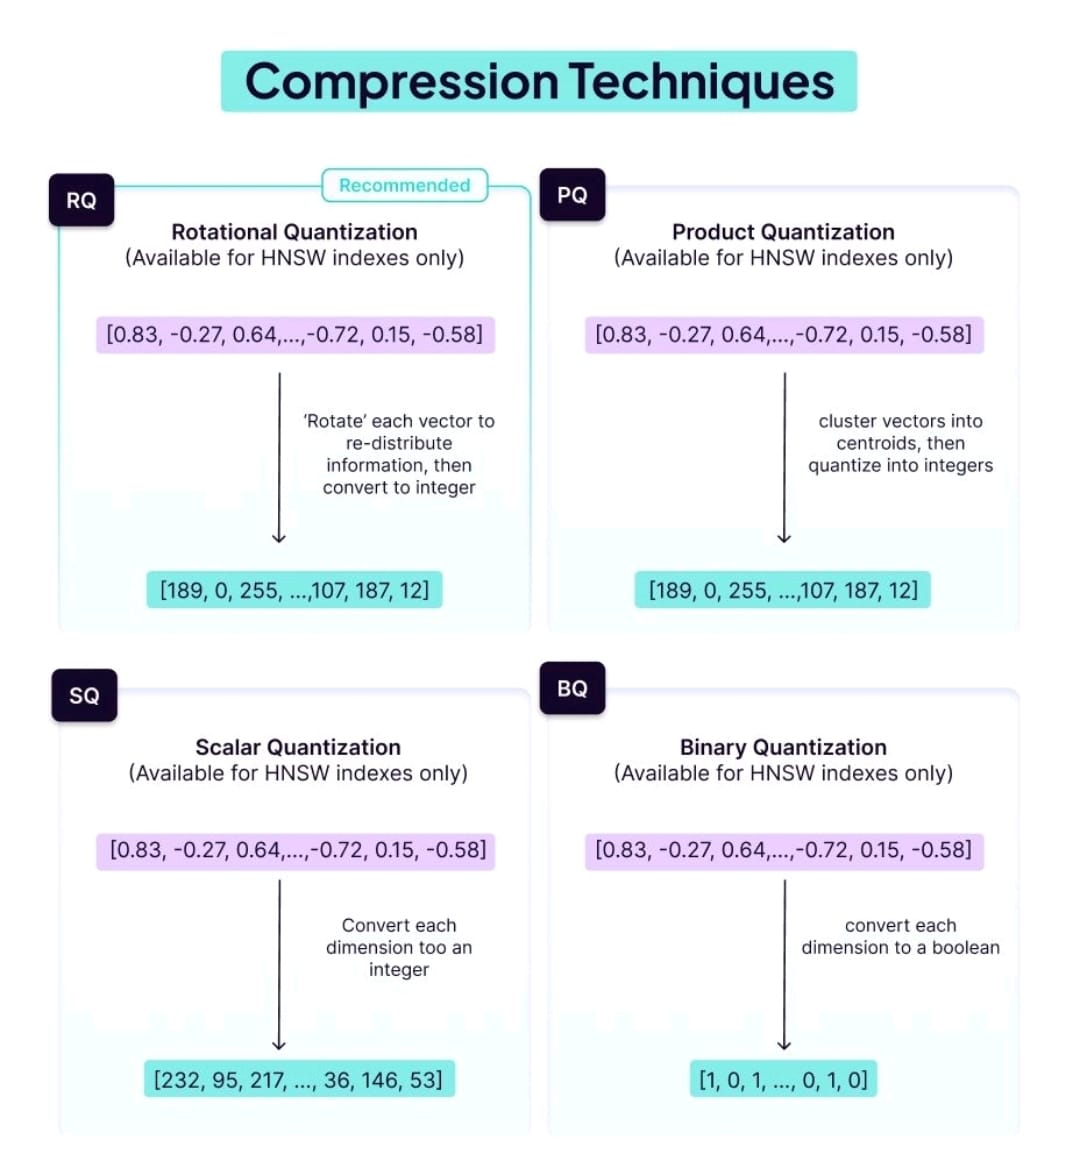 Compression Techniques
RQ
Recommended
Rotational Quantization
(Available for HNSW indexes only)
[0.83, -0.27, 0.64,...,-0.72, 0.15, -0.58]
‘Rotate’ each vector to
re-distribute
information, then
convert to integer
[189, 0, 255, ...,107, 187, 12]
PQ
Product Quantization
(Available for HNSW indexes only)
[0.83, -0.27, 0.64,...,-0.72, 0.15, -0.58]
cluster vectors into
centroids, then
quantize into integers
[189, 0, 255, ...,107, 187, 12]
SQ
Scalar Quantization
(Available for HNSW indexes only)
[0.83, -0.27, 0.64,...,-0.72, 0.15, -0.58]
Convert each
dimension too an
integer
[232, 95, 217, ..., 36, 146, 53]
BQ
Binary Quantization
(Available for HNSW indexes only)
[0.83, -0.27, 0.64,...,-0.72, 0.15, -0.58]
convert each
dimension to a boolean
[1, 0, 1, ..., 0, 1, 0]